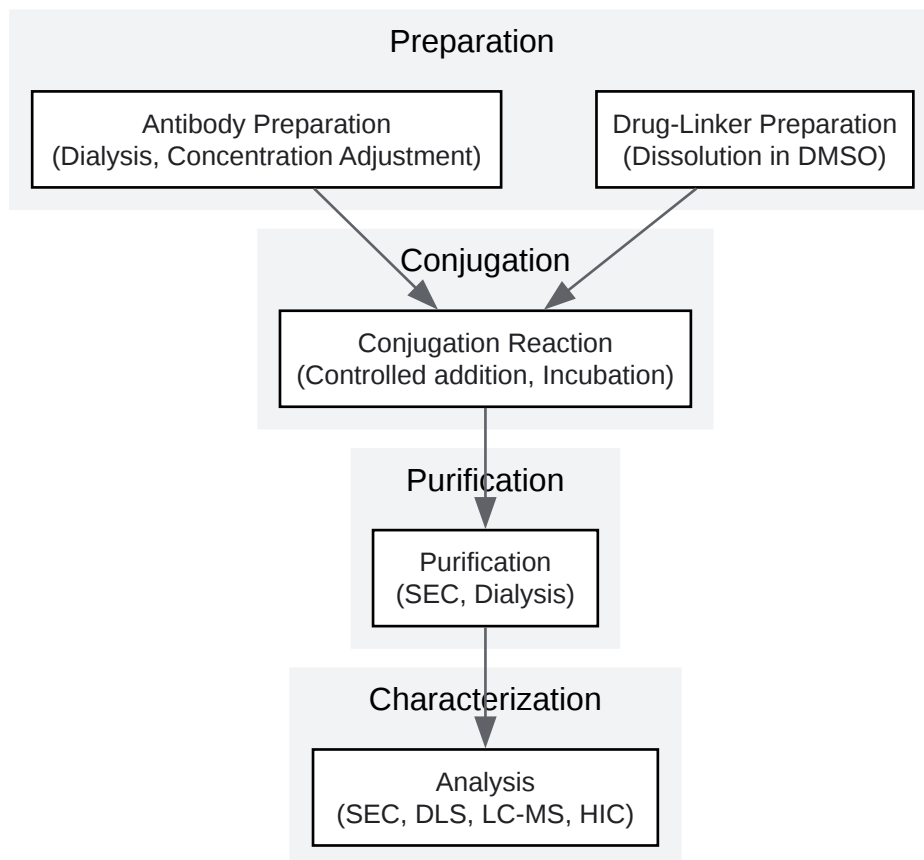 Preparation
Antibody Preparation
(Dialysis, Concentration Adjustment)
Drug-Linker Preparation
(Dissolution in DMSO)
Conjugation
Conjugation Reaction
(Controlled addition, Incubation)
Purification
Purification
(SEC, Dialysis)
Characterization
Analysis
(SEC, DLS, LC-MS, HIC)